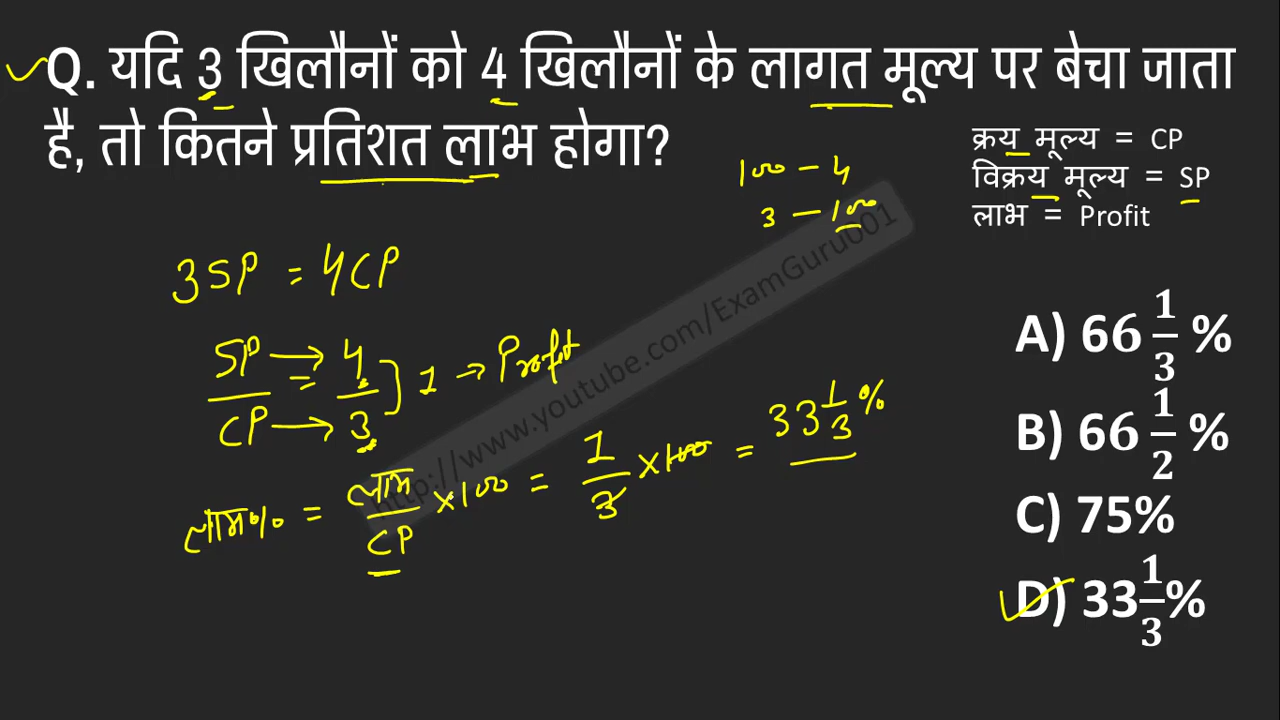 Q. यदि 3 खिलौनों को 4 खिलौनों के लागत मूल्य पर बेचा जाता
है, तो कितने प्रतिशत लाभ होगा?
क्रय मूल्य = CP
विक्रय मूल्य = SP
लाभ = Profit
100 - 4
3 - 100
3SP = 4CP
SP → 4
=
CP → 3
1 → Profit
लाभ% = लाभ/CP × 100 = 1/3 × 100 = 33 1/3 %
A) 66 1/3 %
B) 66 1/2 %
C) 75%
D) 33 1/3 %
http://www.youtube.com/ExamGuru001